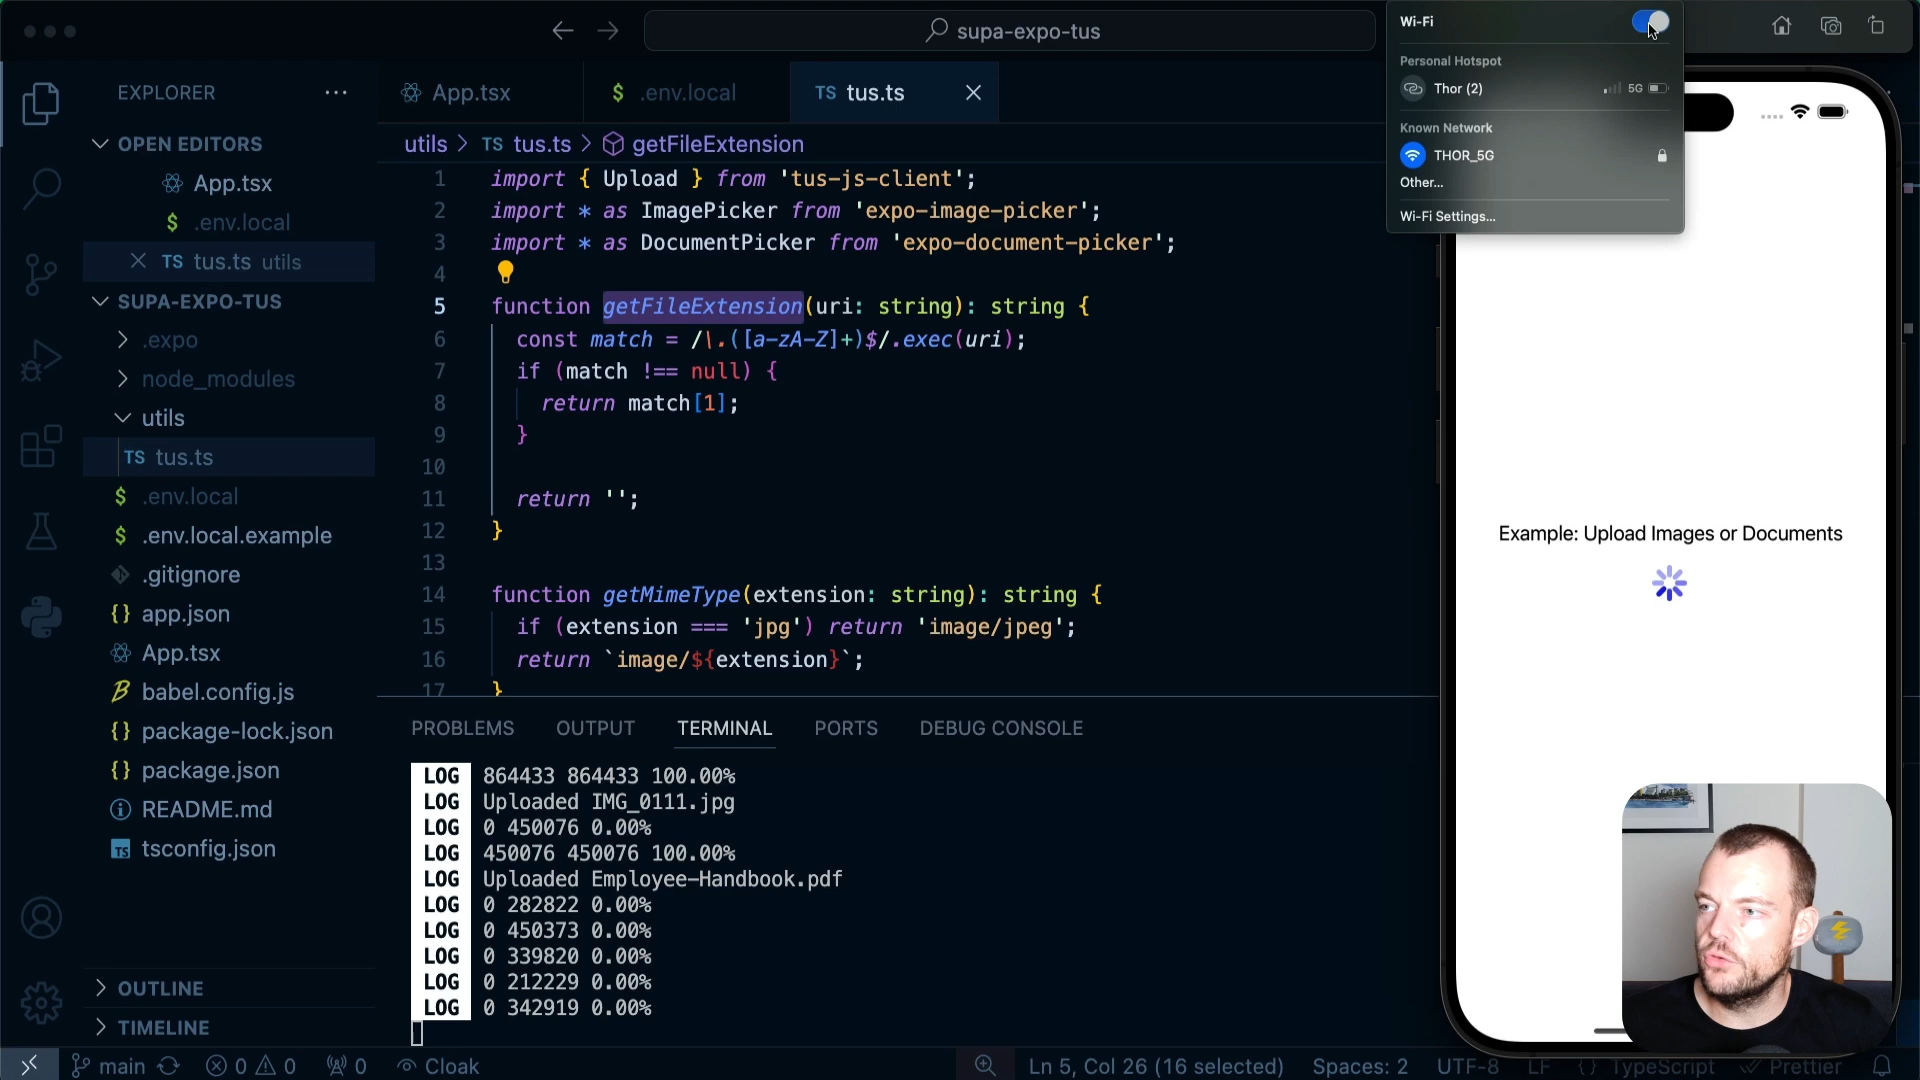 supa-expo-tus
EXPLORER
OPEN EDITORS
App.tsx
$ .env.local
TS tus.ts utils
SUPA-EXPO-TUS
.expo
node_modules
utils
TS tus.ts
$ .env.local
$ .env.local.example
.gitignore
{} app.json
App.tsx
babel.config.js
{} package-lock.json
{} package.json
README.md
TS tsconfig.json
OUTLINE
TIMELINE
App.tsx
$ .env.local
TS tus.ts
utils > TS tus.ts > getFileExtension
1 import { Upload } from 'tus-js-client';
2 import * as ImagePicker from 'expo-image-picker';
3 import * as DocumentPicker from 'expo-document-picker';
4
5 function getFileExtension(uri: string): string {
6 const match = /\.([a-zA-Z]+)$/.exec(uri);
7 if (match !== null) {
8 return match[1];
9 }
10
11 return '';
12 }
13
14 function getMimeType(extension: string): string {
15 if (extension === 'jpg') return 'image/jpeg';
16 return `image/${extension}`;
17 }
PROBLEMS OUTPUT TERMINAL PORTS DEBUG CONSOLE
LOG 864433 864433 100.00%
LOG Uploaded IMG_0111.jpg
LOG 0 450076 0.00%
LOG 450076 450076 100.00%
LOG Uploaded Employee-Handbook.pdf
LOG 0 282822 0.00%
LOG 0 450373 0.00%
LOG 0 339820 0.00%
LOG 0 212229 0.00%
LOG 0 342919 0.00%
main 0 0 0 Cloak Ln 5, Col 26 (16 selected) Spaces: 2 UTF-8 LF {} TypeScript Prettier
Wi-Fi
Personal Hotspot
Thor (2) 5G
Known Network
THOR_5G
Other...
Wi-Fi Settings...
Example: Upload Images or Documents